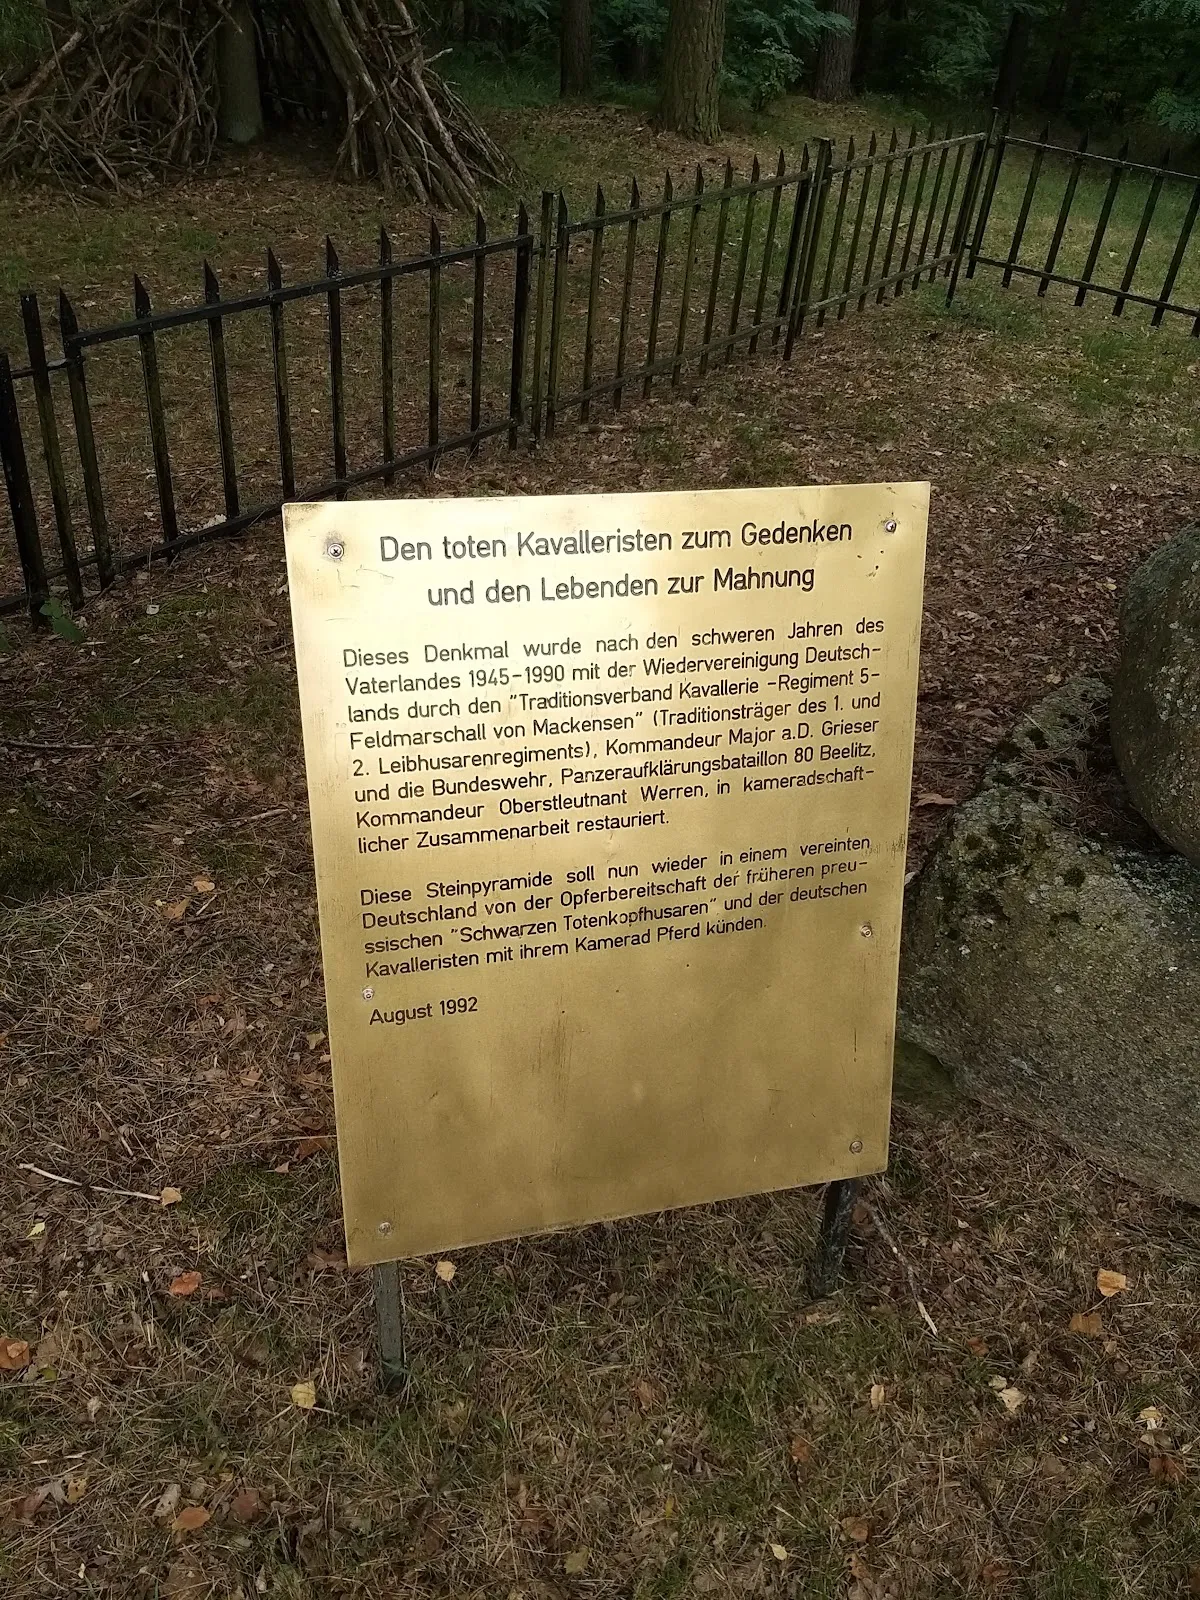 Den toten Kavalleristen zum Gedenken
und den Lebenden zur Mahnung
Dieses Denkmal wurde nach den schweren Jahren des
Vaterlandes 1945-1990 mit der Wiedervereinigung Deutsch-
lands durch den "Traditionsverband Kavallerie -Regiment 5-
Feldmarschall von Mackensen" (Traditionsträger des 1. und
2. Leibhusarenregiments), Kommandeur Major a.D. Grieser
und die Bundeswehr, Panzeraufklärungsbataillon 80 Beelitz,
Kommandeur Oberstleutnant Werren, in kameradschaft-
licher Zusammenarbeit restauriert.
Diese Steinpyramide soll nun wieder in einem vereinten
Deutschland von der Opferbereitschaft der früheren preu-
ssischen "Schwarzen Totenkopfhusaren" und der deutschen
Kavalleristen mit ihrem Kamerad Pferd künden.
August 1992